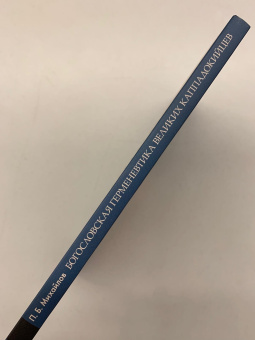 П. Б. Михайлов БОГОСЛОВСКАЯ ГЕРМЕНЕВТИКА ВЕЛИКИХ КАППАДОКИЙЦЕВ